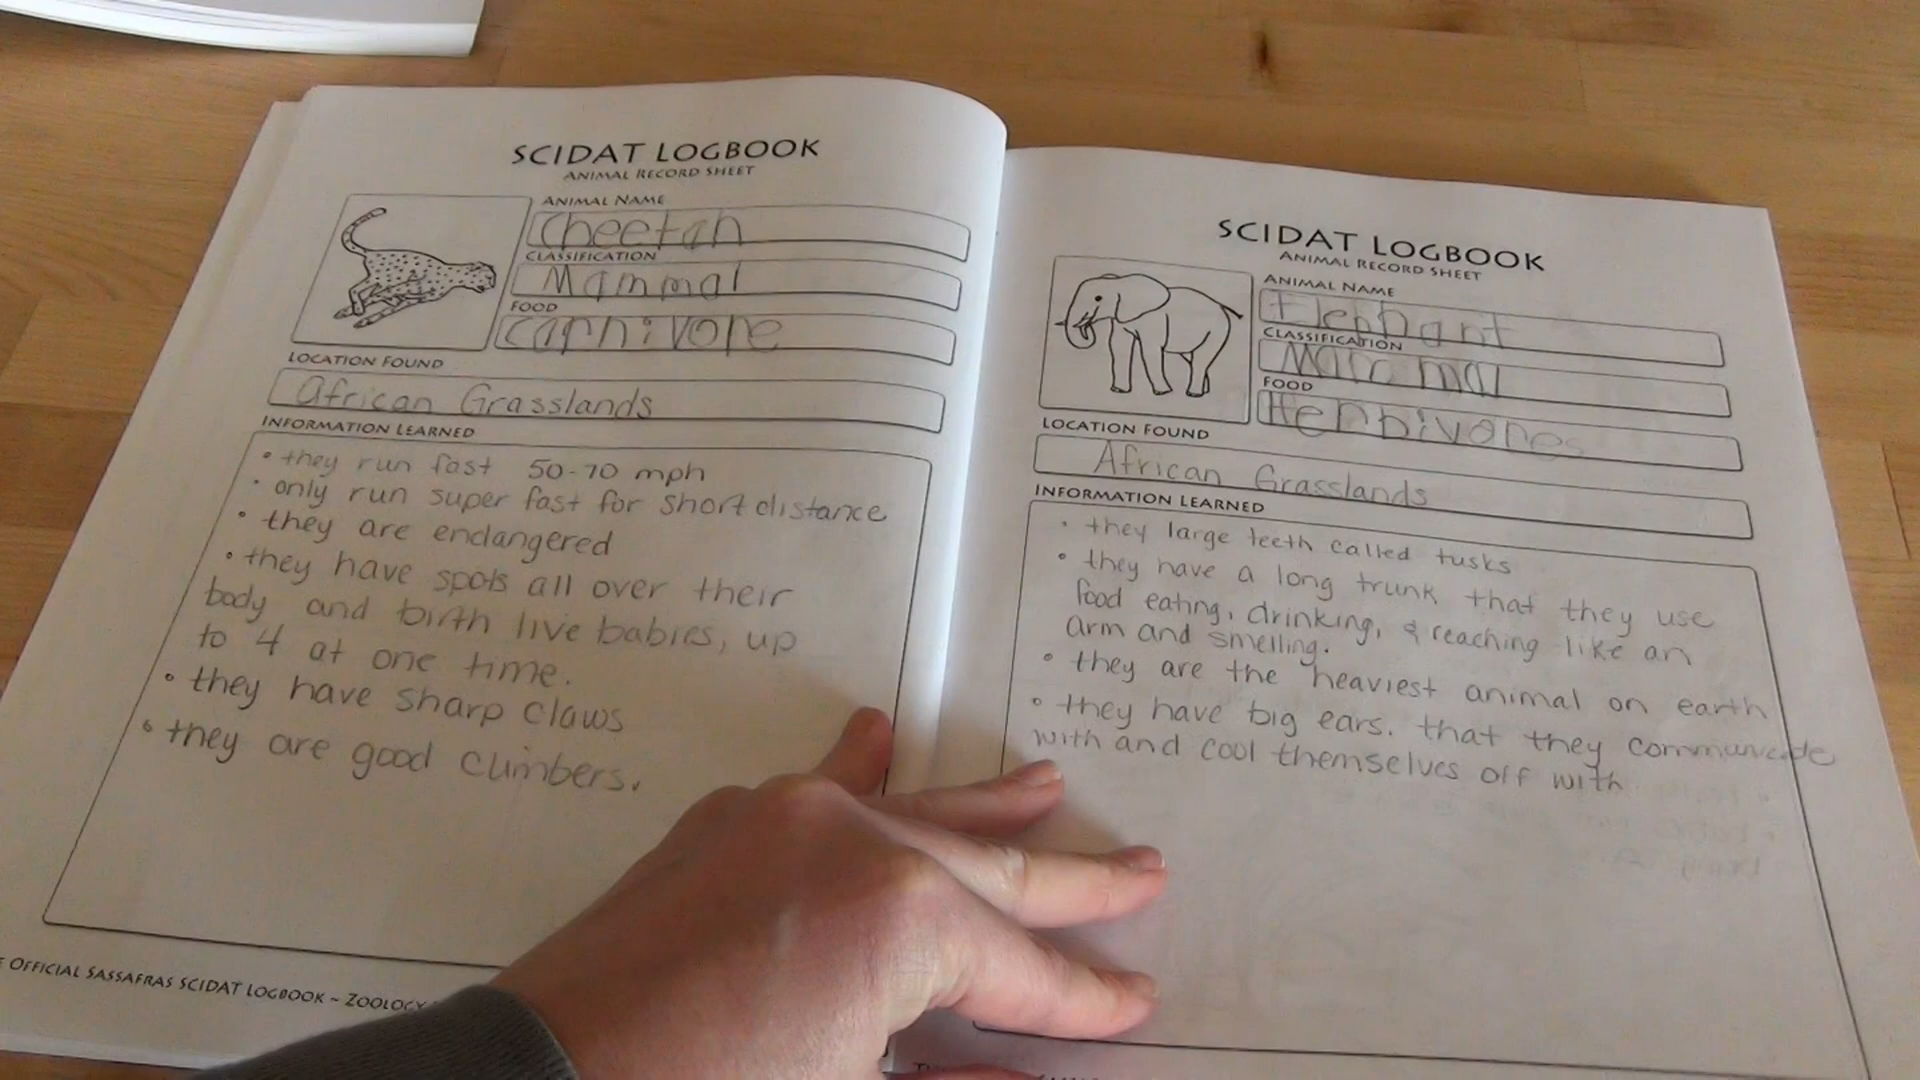 SCIDAT LOGBOOK
ANIMAL RECORD SHEET
ANIMAL NAME
Cheetah
CLASSIFICATION
Mammal
FOOD
Carnivore
LOCATION FOUND
African Grasslands
INFORMATION LEARNED
• they run fast 50-70 mph
• only run super fast for short distance
• they are endangered
• they have spots all over their
body and birth live babies, up
to 4 at one time.
• they have sharp claws
• they are good climbers.
OFFICIAL SASSAFRAS SCIDAT LOGBOOK ~ ZOOLOGY
SCIDAT LOGBOOK
ANIMAL RECORD SHEET
ANIMAL NAME
Elephant
CLASSIFICATION
Mammal
FOOD
Herbivores
LOCATION FOUND
African Grasslands
INFORMATION LEARNED
• they large teeth called tusks
• they have a long trunk that they use
food eating, drinking, & reaching like an
arm and smelling.
• they are the heaviest animal on earth
• they have big ears. that they communicate
with and cool themselves off with